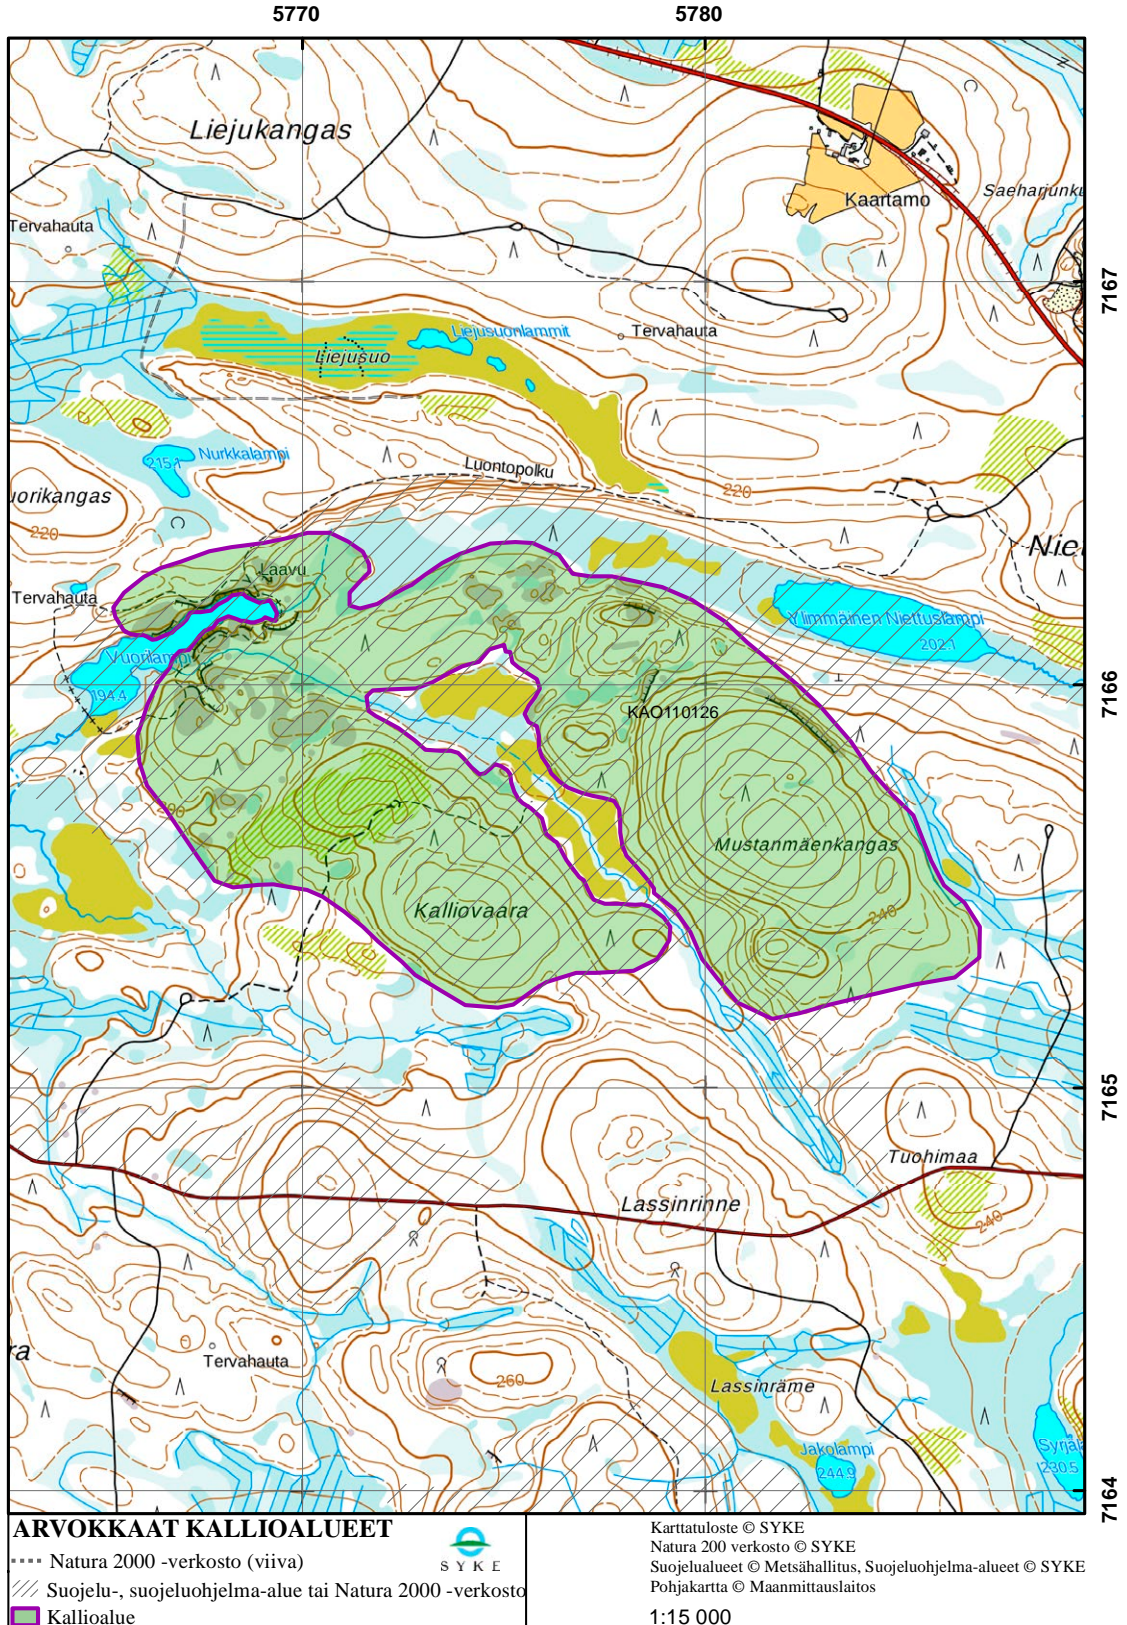 5770
5780
Liejukangas
Kaartamo
Saeharjunku
Tervahauta
7167
Liejusuonlammit
Tervahauta
Liejusuo
Nurkkalampi
215.1
Luontopolku
220
uorikangas
220
Nie
Laavu
Tervahauta
Ylimmäinen Niettuslampi
202.1
Vuorilampi
194.4
7166
KAO110126
200
Mustanmäenkangas
Kalliovaara
240
7165
Tuohimaa
Lassinrinne
240
ra
Tervahauta
260
Lassinräme
Jakolampi
244.9
Syrjäl
230.5
7164
ARVOKKAAT KALLIOALUEET
SYKE
Natura 2000 -verkosto (viiva)
Suojelu-, suojeluohjelma-alue tai Natura 2000 -verkosto
Kallioalue
Karttatuloste © SYKE
Natura 200 verkosto © SYKE
Suojelualueet © Metsähallitus, Suojeluohjelma-alueet © SYKE
Pohjakartta © Maanmittauslaitos
1:15 000